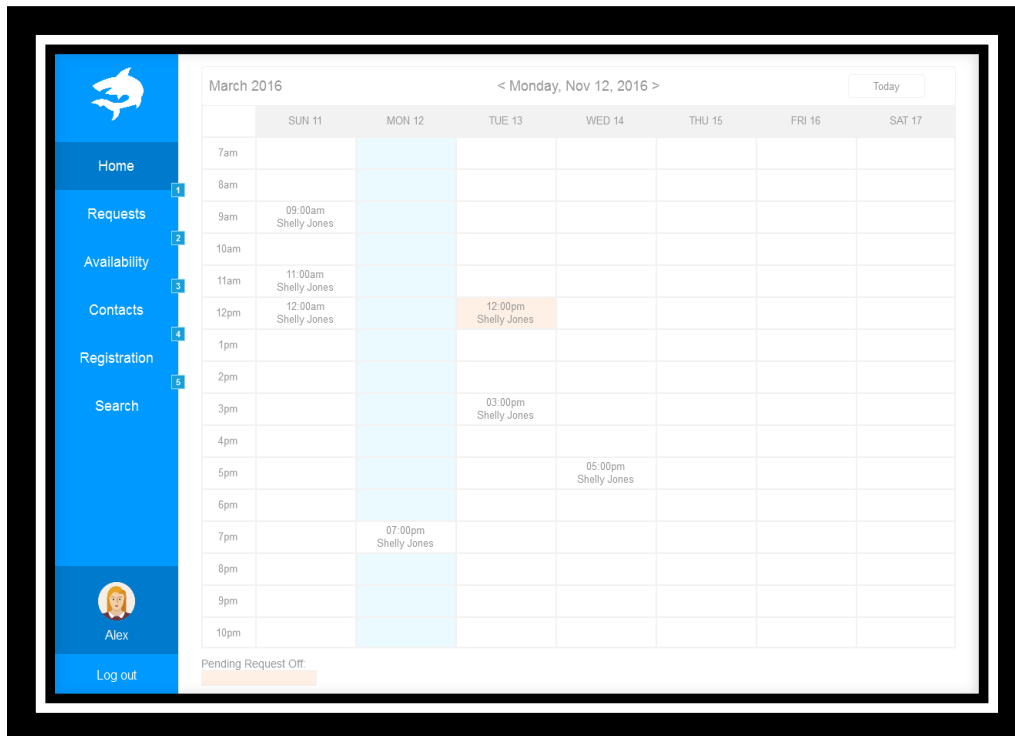 March 2016
< Monday, Nov 12, 2016 >
Today
SUN 11 MON 12 TUE 13 WED 14 THU 15 FRI 16 SAT 17
Home
7am
1
8am
Requests
9am
09:00am
Shelly Jones
2
10am
Availability
11am
11:00am
Shelly Jones
3
Contacts
12pm
12:00am
Shelly Jones
12:00pm
Shelly Jones
4
1pm
Registration
2pm
5
Search
3pm
03:00pm
Shelly Jones
4pm
5pm
05:00pm
Shelly Jones
6pm
7pm
07:00pm
Shelly Jones
8pm
9pm
10pm
Alex
Pending Request Off:
Log out